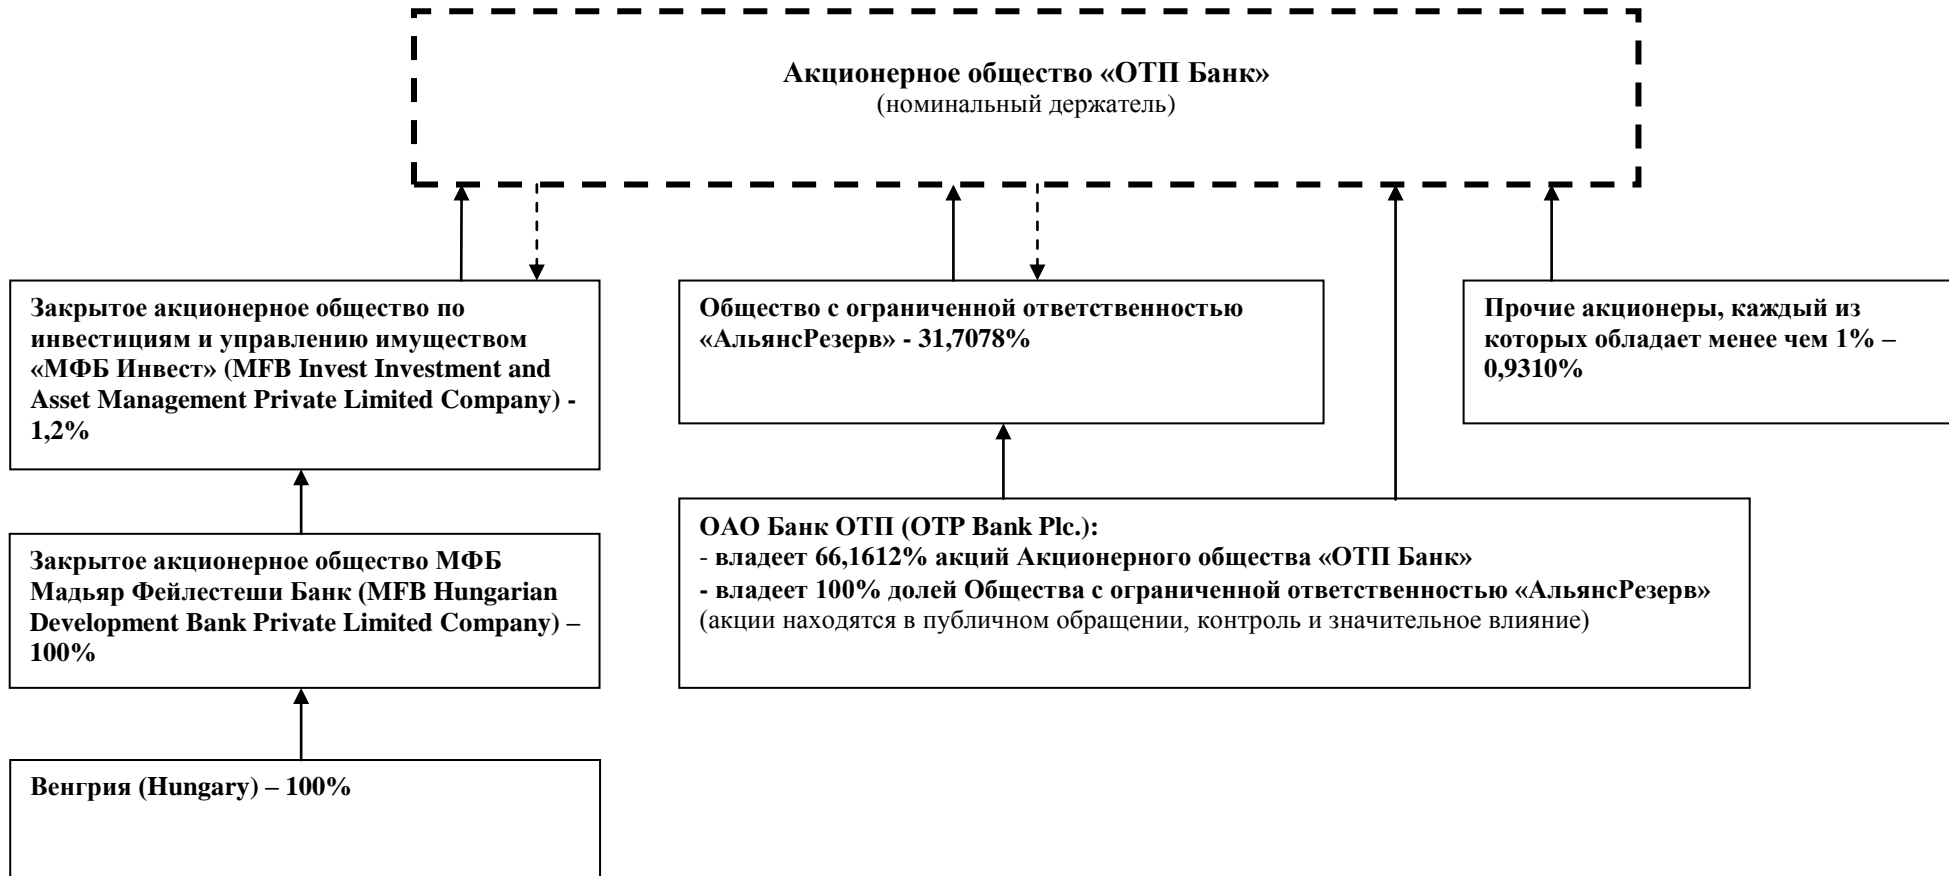 Акционерное общество «ОТП Банк»
(номинальный держатель)
Закрытое акционерное общество по
инвестициям и управлению имуществом
«МФБ Инвест» (MFB Invest Investment and
Asset Management Private Limited Company) -
1,2%
Общество с ограниченной ответственностью
«АльянсРезерв» - 31,7078%
Прочие акционеры, каждый из
которых обладает менее чем 1% –
0,9310%
Закрытое акционерное общество МФБ
Мадьяр Фейлестеши Банк (MFB Hungarian
Development Bank Private Limited Company) –
100%
ОАО Банк ОТП (OTP Bank Plc.):
- владеет 66,1612% акций Акционерного общества «ОТП Банк»
- владеет 100% долей Общества с ограниченной ответственностью «АльянсРезерв»
(акции находятся в публичном обращении, контроль и значительное влияние)
Венгрия (Hungary) – 100%